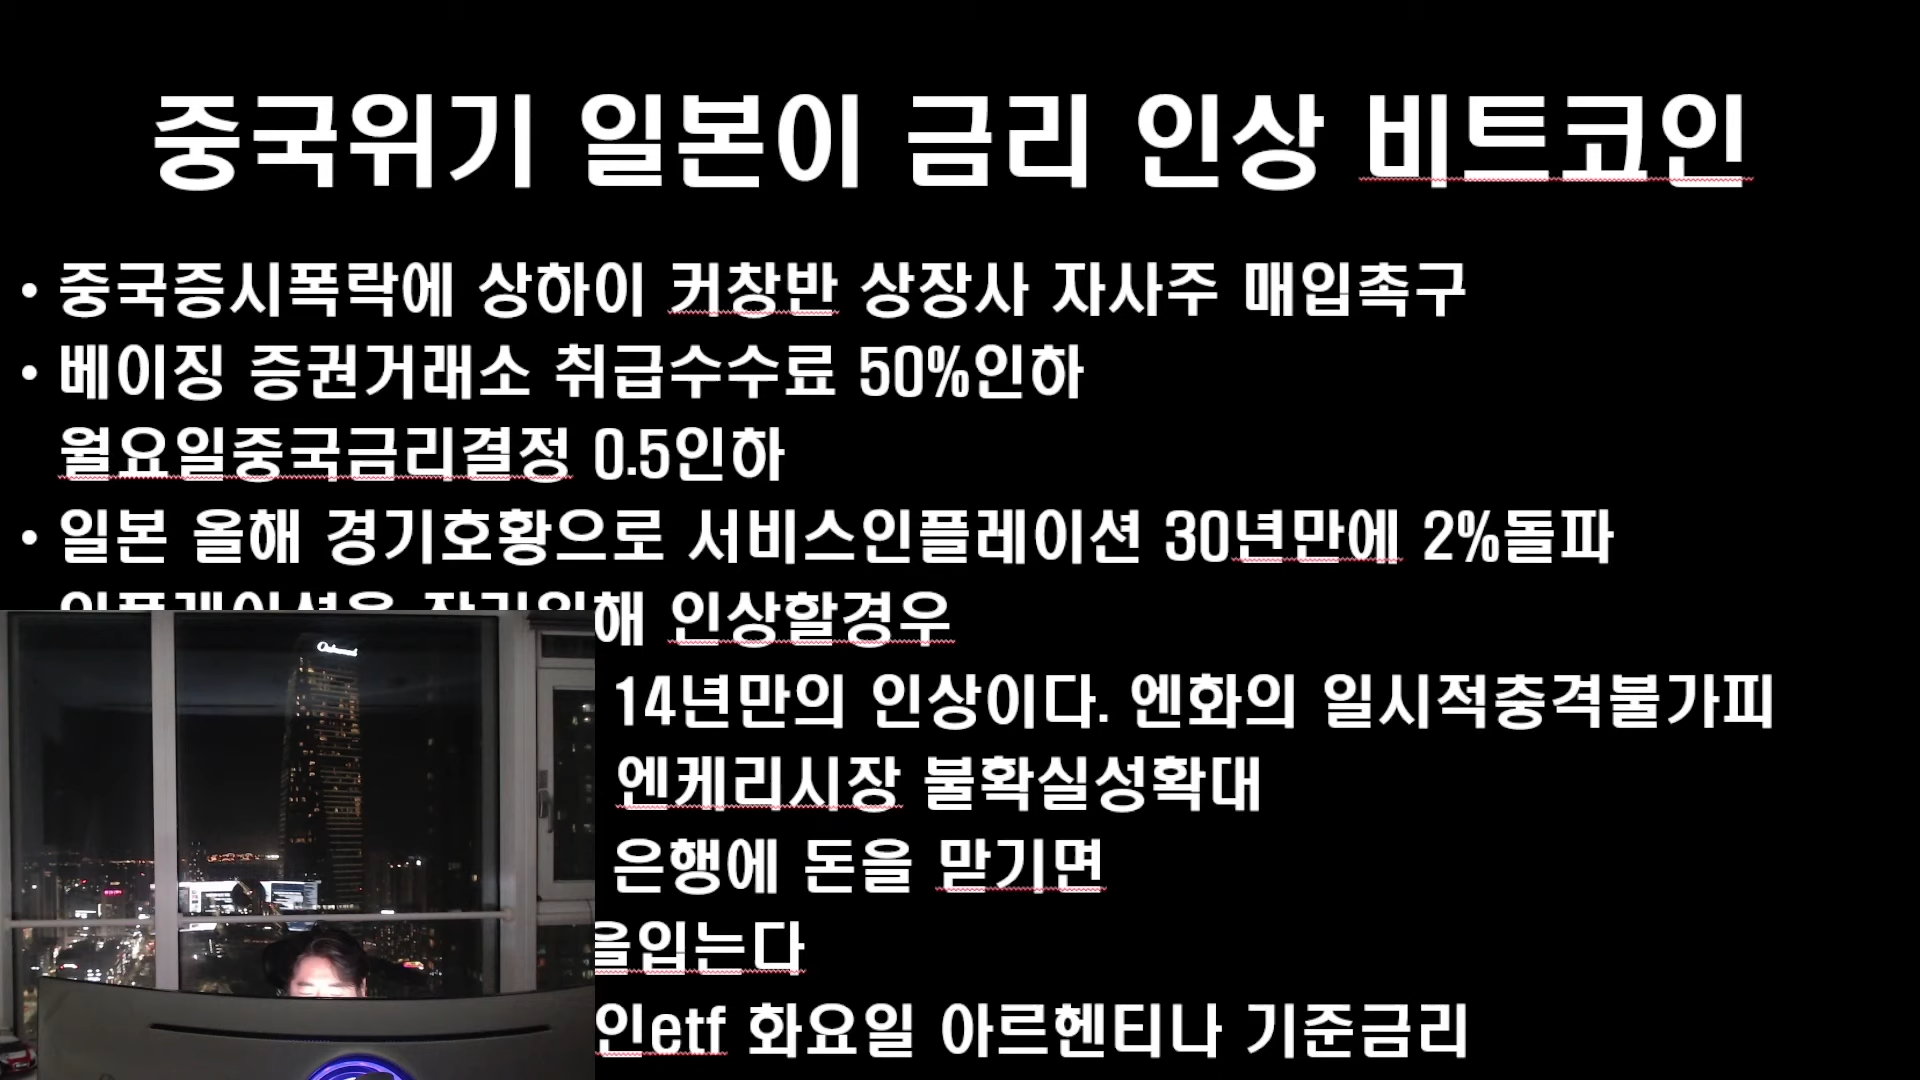 중국위기 일본이 금리 인상 비트코인
• 중국증시폭락에 상하이 커창반 상장사 자사주 매입촉구
• 베이징 증권거래소 취급수수료 50%인하
월요일중국금리결정 0.5인하
• 일본 올해 경기호황으로 서비스인플레이션 30년만에 2%돌파
인상할경우
14년만의 인상이다. 엔화의 일시적충격불가피
엔케리시장 불확실성확대
은행에 돈을 맏기면
을입는다
인etf 화요일 아르헨티나 기준금리